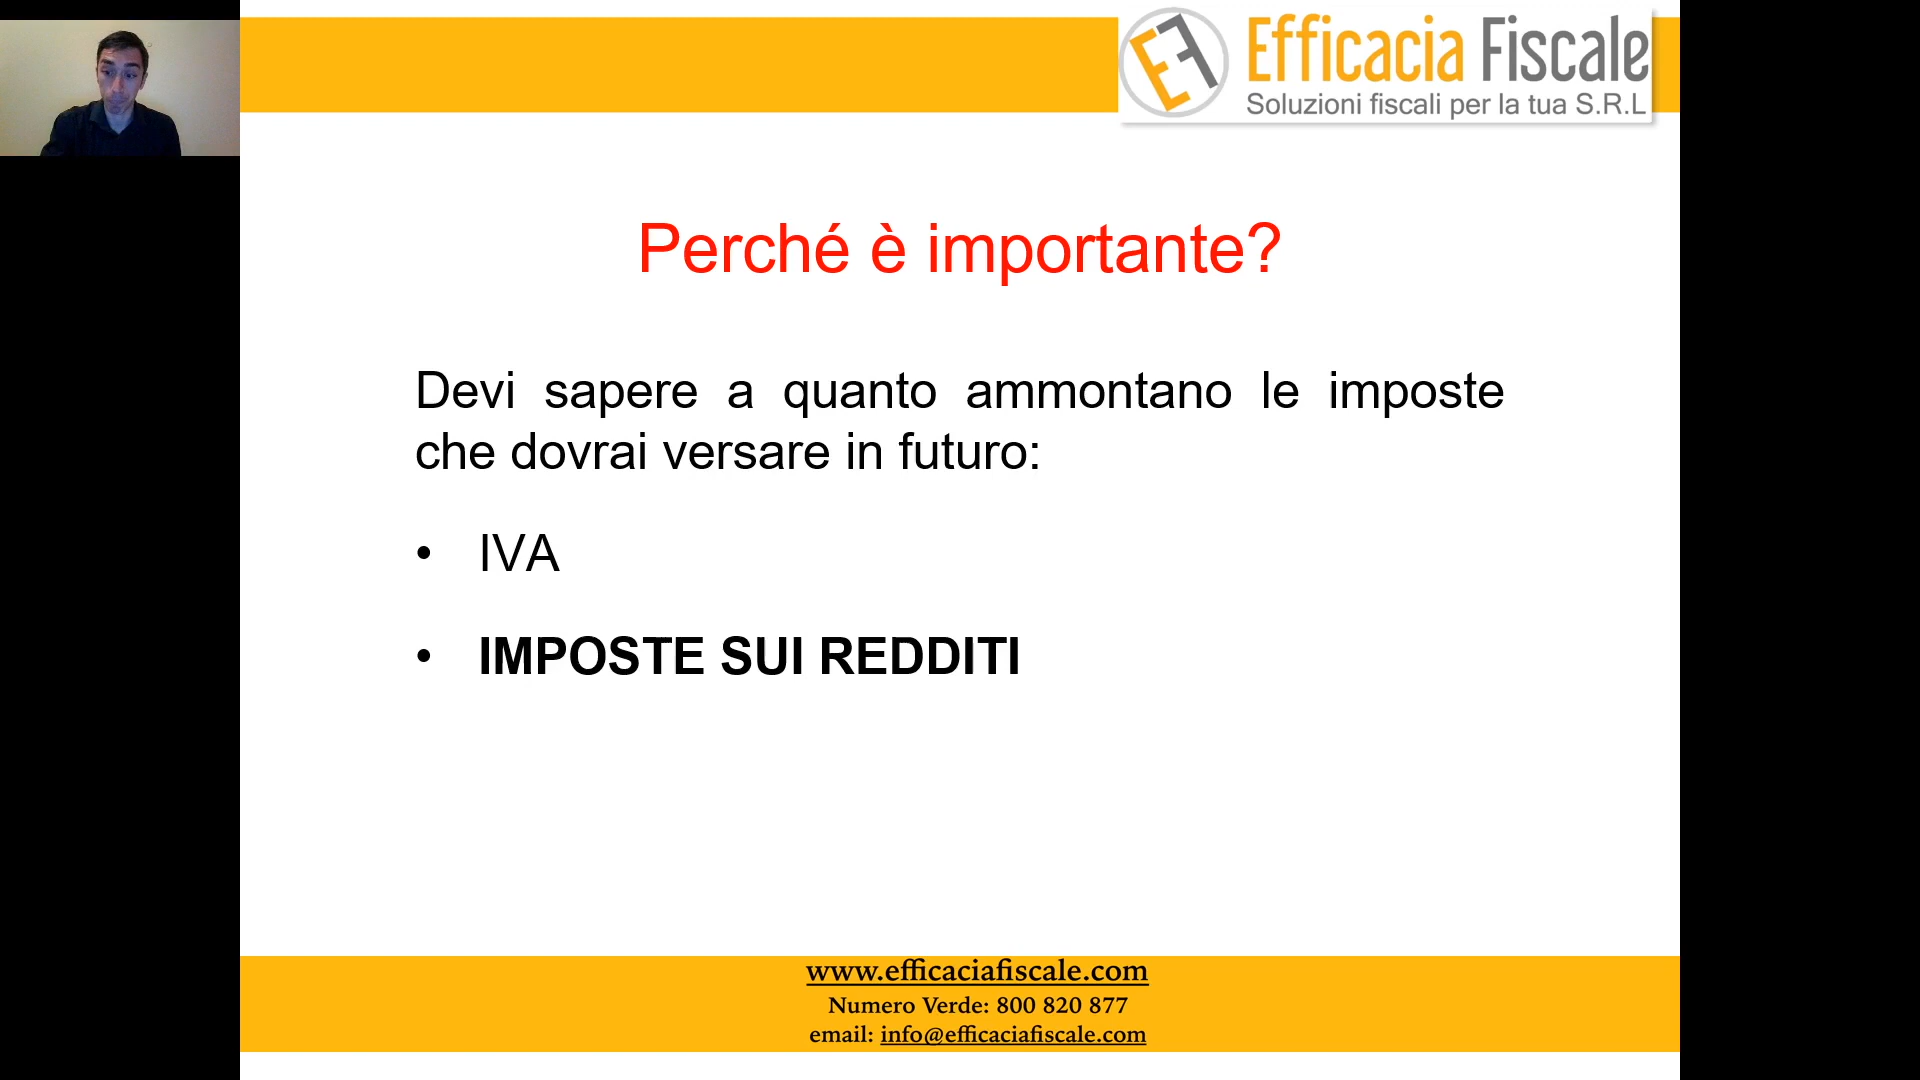 Efficacia Fiscale
Soluzioni fiscali per la tua S.R.L
Perché è importante?
Devi sapere a quanto ammontano le imposte
che dovrai versare in futuro:
• IVA
• IMPOSTE SUI REDDITI
www.efficaciafiscale.com
Numero Verde: 800 820 877
email: info@efficaciafiscale.com